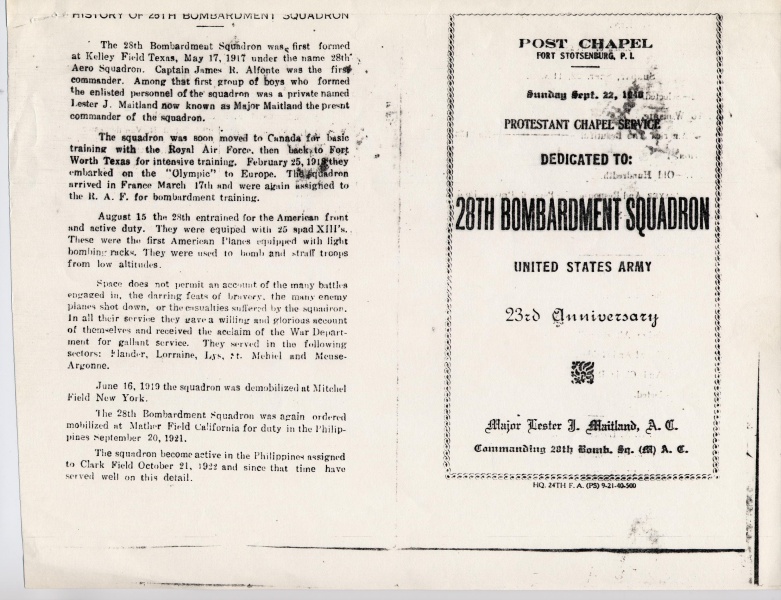 HISTORY OF 28TH BOMBARDMENT SQUADRON
The 28th Bombardment Squadron was first formed
at Kelley Field Texas, May 17, 1917 under the name 28th
Aero Squadron. Captain James R. Alfonte was the first
commander. Among that first group of boys who formed
the enlisted personnel of the squadron was a private named
Lester J. Maitland now known as Major Maitland the present
commander of the squadron.
The squadron was soon moved to Canada for basic
training with the Royal Air Force, then back to Fort
Worth Texas for intensive training. February 25, 1918 they
embarked on the "Olympic" to Europe. The squadron
arrived in France March 17th and were again assigned to
the R. A. F. for bombardment training.
August 15 the 28th entrained for the American front
and active duty. They were equiped with 25 spad XIII's.
These were the first American Planes equipped with light
bombing racks. They were used to bomb and straff troops
from low altitudes.
Space does not permit an account of the many battles
engaged in, the darring feats of bravery, the many enemy
planes shot down, or the casualties suffered by the squadron.
In all their service they gave a willing and glorious account
of themselves and received the acclaim of the War Depart-
ment for gallant service. They served in the following
sectors: Flander, Lorraine, Lys, St. Mehiel and Meuse-
Argonne.
June 16, 1919 the squadron was demobilized at Mitchel
Field New York.
The 28th Bombardment Squadron was again ordered
mobilized at Mather Field California for duty in the Philip-
pines September 20, 1921.
The squadron become active in the Philippines assigned
to Clark Field October 21, 1922 and since that time have
served well on this detail.
POST CHAPEL
FORT STOTSENBURG, P. I.
Sunday Sept. 22, 1940
PROTESTANT CHAPEL SERVICE
DEDICATED TO:
28TH BOMBARDMENT SQUADRON
UNITED STATES ARMY
23rd Anniversary
Major Lester J. Maitland, A. C.
Commanding 28th Bomb. Sq. (M) A. C.
HQ. 24TH F. A. (PS) 9-21-40-500